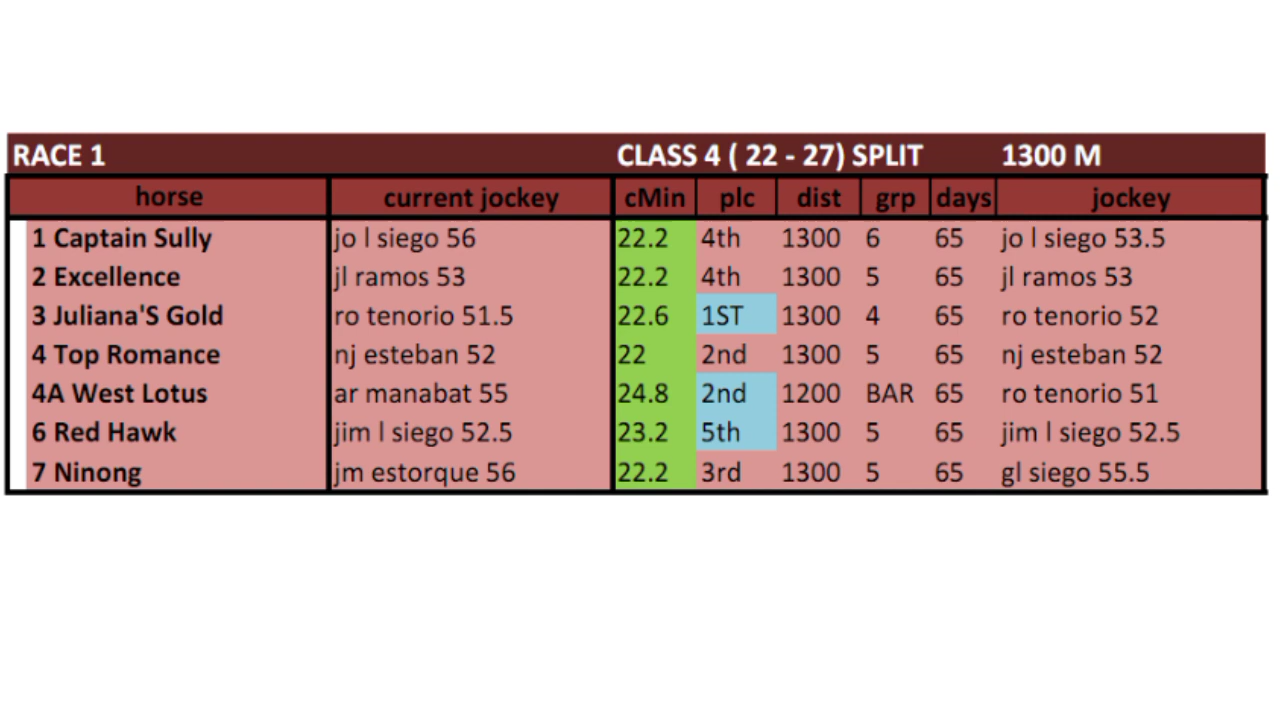 RACE 1 CLASS 4 ( 22 - 27) SPLIT 1300 M
horse current jockey cMin plc dist grp days jockey
1 Captain Sully jo l siego 56 22.2 4th 1300 6 65 jo l siego 53.5
2 Excellence jl ramos 53 22.2 4th 1300 5 65 jl ramos 53
3 Juliana'S Gold ro tenorio 51.5 22.6 1ST 1300 4 65 ro tenorio 52
4 Top Romance nj esteban 52 22 2nd 1300 5 65 nj esteban 52
4A West Lotus ar manabat 55 24.8 2nd 1200 BAR 65 ro tenorio 51
6 Red Hawk jim l siego 52.5 23.2 5th 1300 5 65 jim l siego 52.5
7 Ninong jm estorque 56 22.2 3rd 1300 5 65 gl siego 55.5